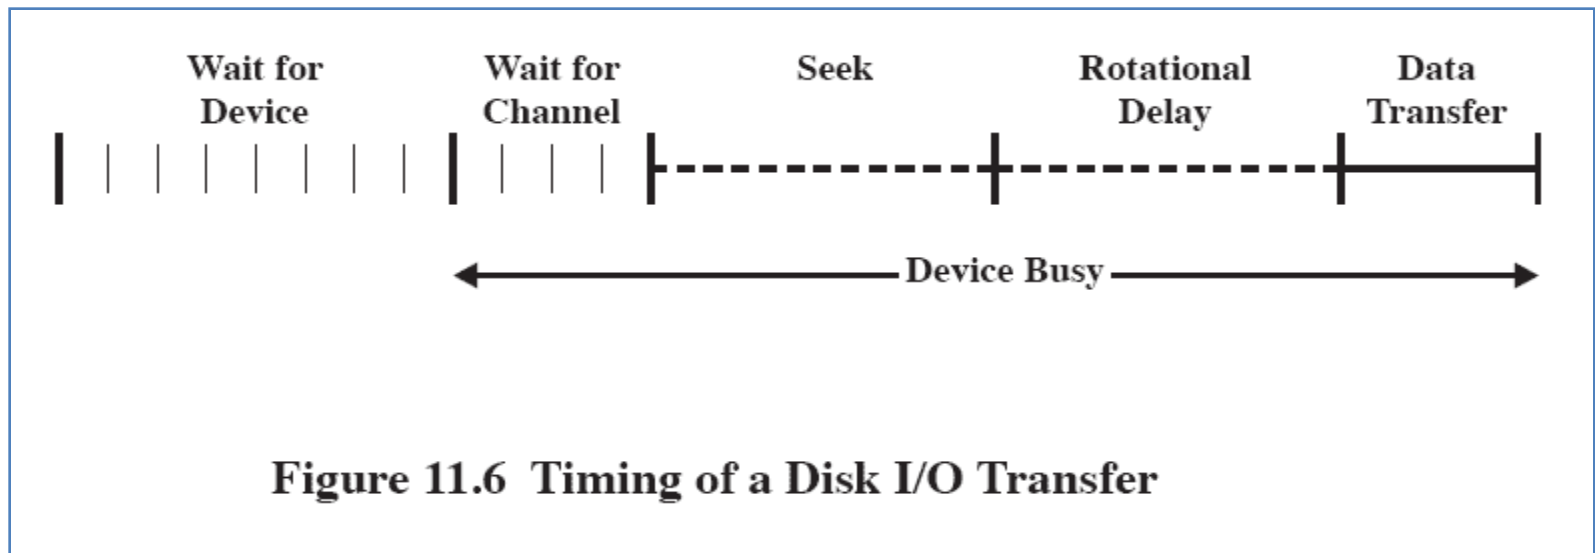 Wait for
Device
Wait for
Channel
Seek
Rotational
Delay
Data
Transfer
Device Busy
Figure 11.6 Timing of a Disk I/O Transfer